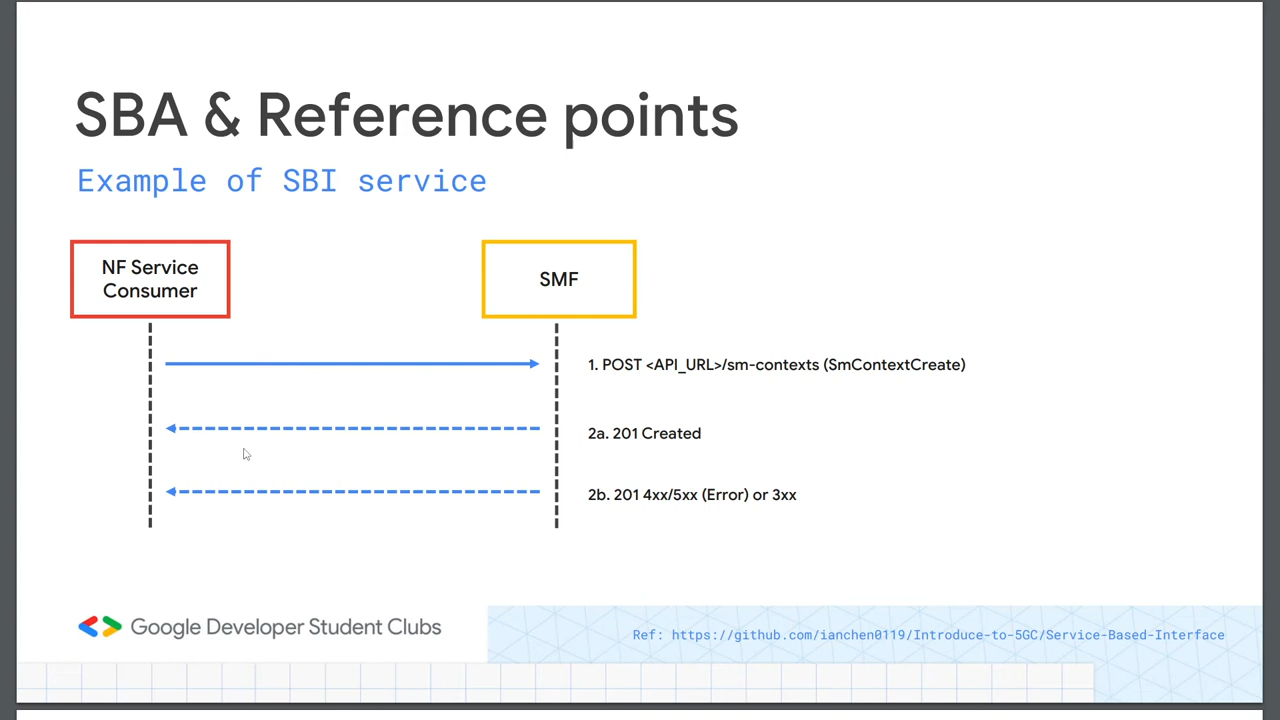 SBA & Reference points
Example of SBI service
NF Service
Consumer
SMF
1. POST <API_URL>/sm-contexts (SmContextCreate)
2a. 201 Created
2b. 201 4xx/5xx (Error) or 3xx
Google Developer Student Clubs
Ref: https://github.com/ianchen0119/Introduce-to-5GC/Service-Based-Interface